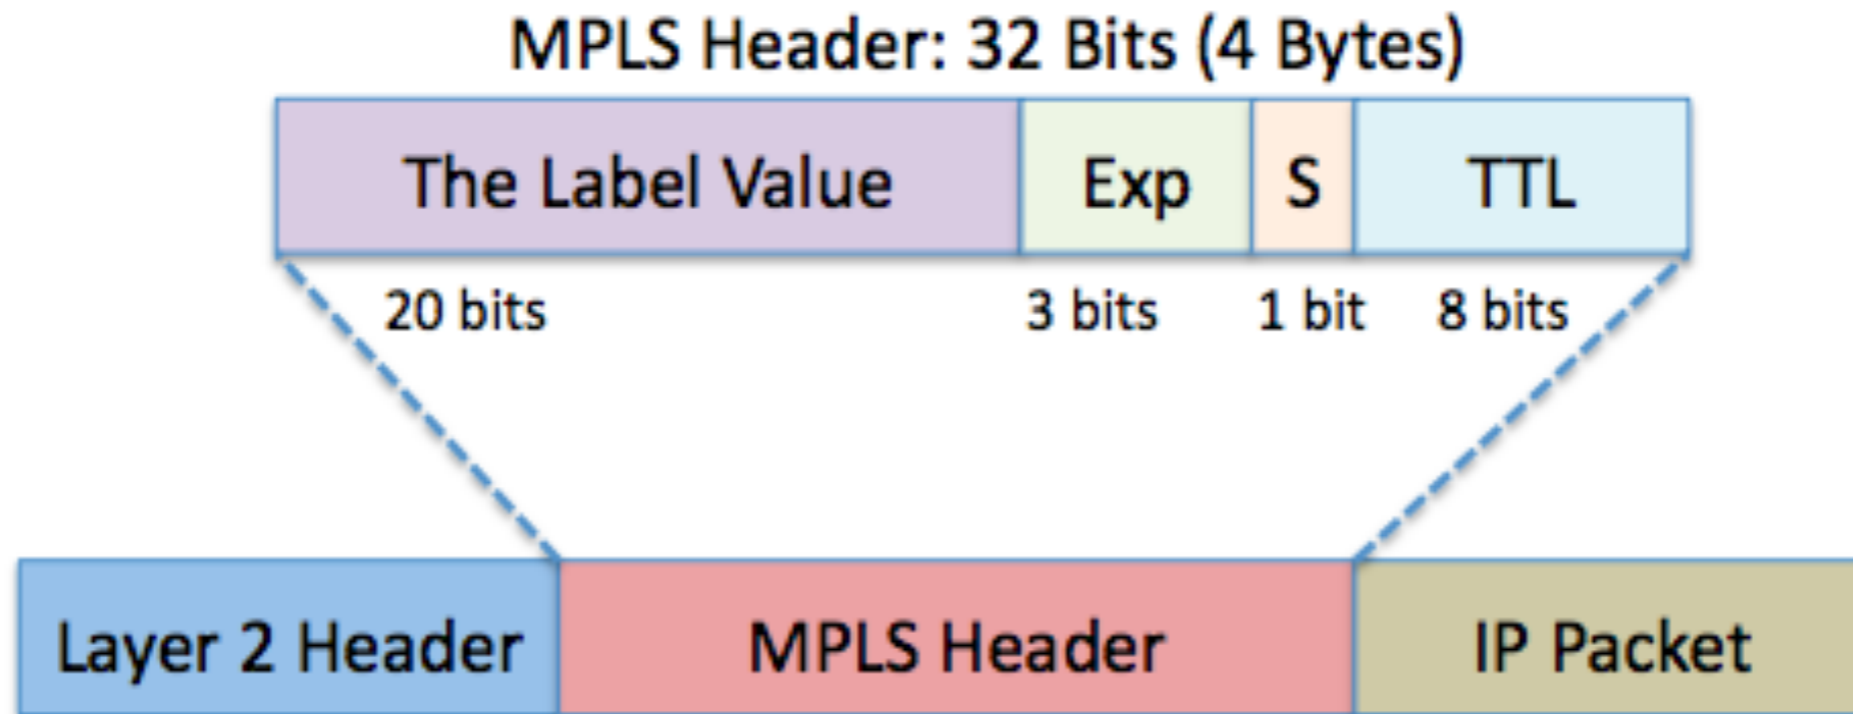 MPLS Header: 32 Bits (4 Bytes)
The Label Value Exp S TTL
20 bits 3 bits 1 bit 8 bits
Layer 2 Header MPLS Header IP Packet